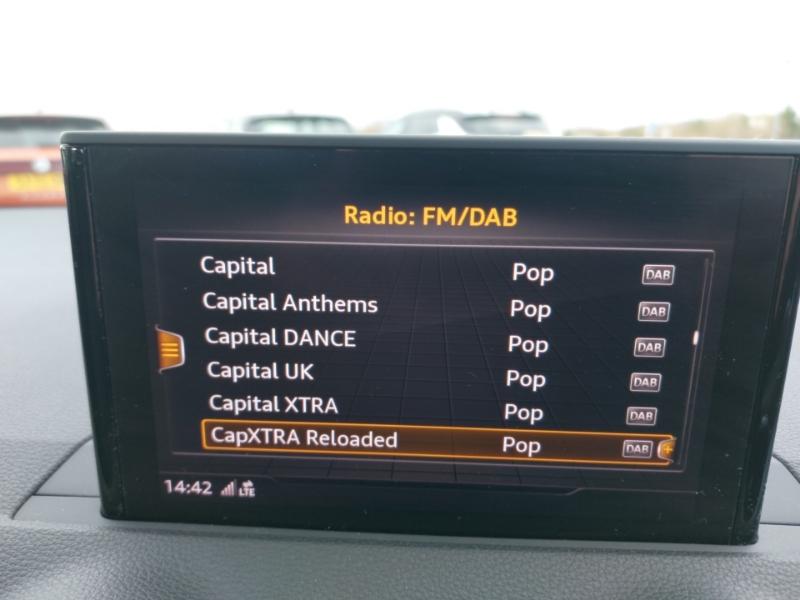 Radio: FM/DAB
Capital Pop DAB
Capital Anthems Pop DAB
Capital DANCE Pop DAB
Capital UK Pop DAB
Capital XTRA Pop DAB
CapXTRA Reloaded Pop DAB
14:42 LTE